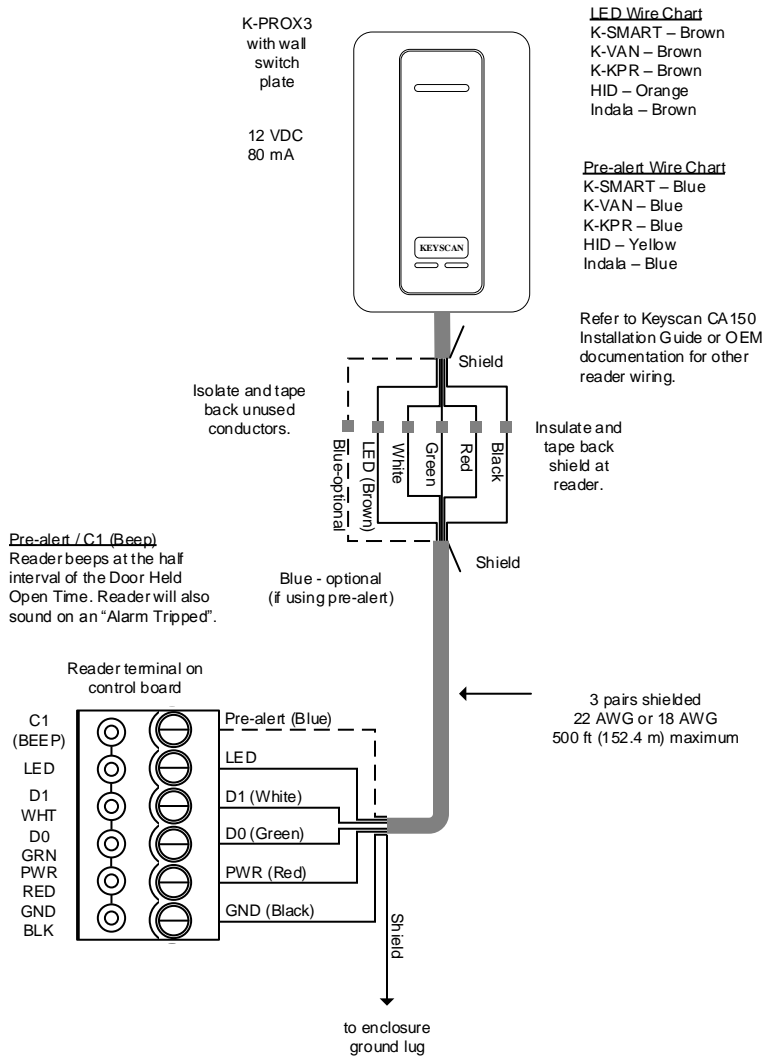 K-PROX3
with wall
switch
plate
12 VDC
80 mA
KEYSCAN
LED Wire Chart
K-SMART – Brown
K-VAN – Brown
K-KPR – Brown
HID – Orange
Indala – Brown
Pre-alert Wire Chart
K-SMART – Blue
K-VAN – Blue
K-KPR – Blue
HID – Yellow
Indala – Blue
Refer to Keyscan CA150
Installation Guide or OEM
documentation for other
reader wiring.
Shield
Isolate and tape
back unused
conductors.
Blue-optional
LED (Brown)
White
Green
Red
Black
Insulate and
tape back
shield at
reader.
Shield
Pre-alert / C1 (Beep)
Reader beeps at the half
interval of the Door Held
Open Time. Reader will also
sound on an “Alarm Tripped”.
Blue - optional
(if using pre-alert)
3 pairs shielded
22 AWG or 18 AWG
500 ft (152.4 m) maximum
Reader terminal on
control board
C1
(BEEP)
LED
D1
WHT
D0
GRN
PWR
RED
GND
BLK
Pre-alert (Blue)
LED
D1 (White)
D0 (Green)
PWR (Red)
GND (Black)
Shield
to enclosure
ground lug